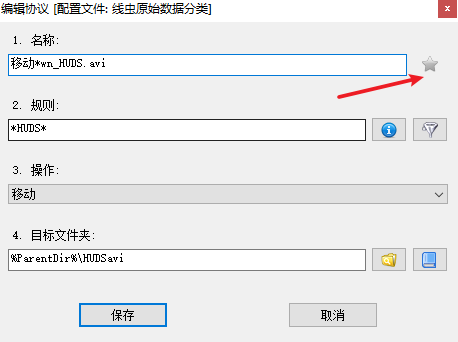 编辑协议 [配置文件: 线虫原始数据分类]
1. 名称:
移动*wn_HUDS.avi
2. 规则:
*HUDS*
3. 操作:
移动
4. 目标文件夹:
%ParentDir%\HUDSavi
保存
取消